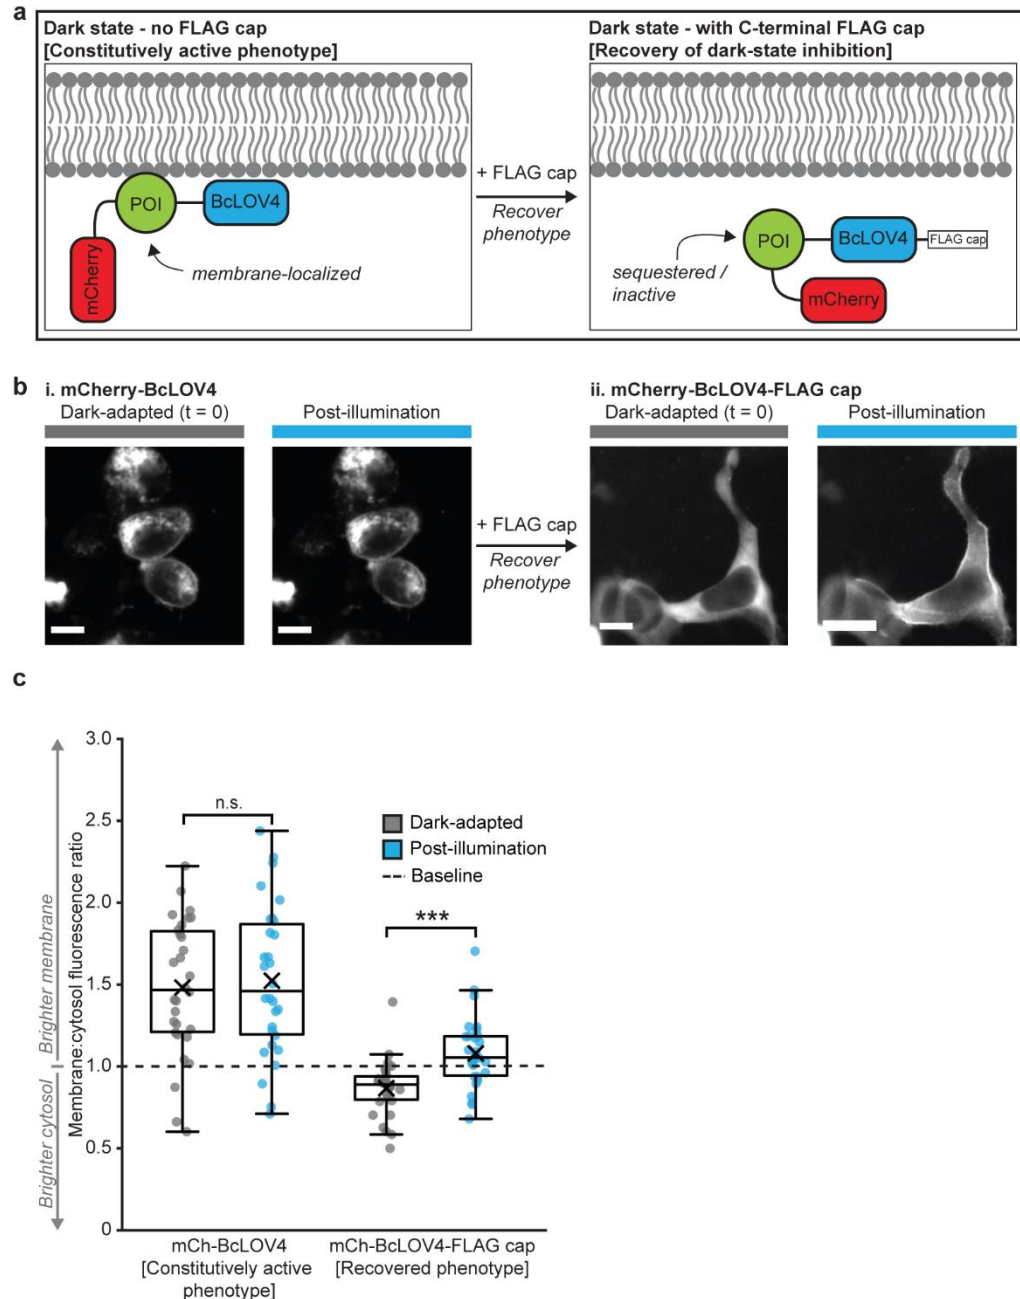 a
Dark state - no FLAG cap
[Constitutively active phenotype]
Dark state - with C-terminal FLAG cap
[Recovery of dark-state inhibition]
POI
BcLOV4
mCherry
membrane-localized
+ FLAG cap
Recover
phenotype
POI
BcLOV4
FLAG cap
mCherry
sequestered /
inactive
b
i. mCherry-BcLOV4
Dark-adapted (t = 0)
Post-illumination
+ FLAG cap
Recover
phenotype
ii. mCherry-BcLOV4-FLAG cap
Dark-adapted (t = 0)
Post-illumination
c
Brighter membrane
Brighter cytosol
Membrane:cytosol fluorescence ratio
3.0
2.5
2.0
1.5
1.0
0.5
0
n.s.
Dark-adapted
Post-illumination
Baseline
***
mCh-BcLOV4
[Constitutively active
phenotype]
mCh-BcLOV4-FLAG cap
[Recovered phenotype]